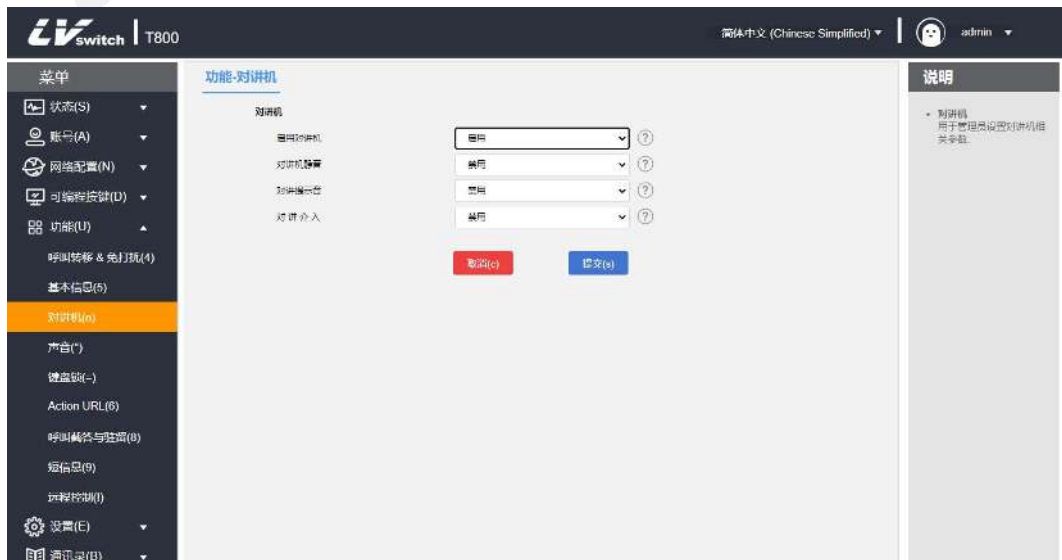 LVswitch T800
简体中文 (Chinese Simplified)
admin
菜单
状态(S)
账号(A)
网络配置(N)
可编程按键(D)
功能(U)
呼叫转移 & 免打扰(4)
基本信息(5)
对讲机(n)
声音(*)
键盘锁(-)
Action URL(6)
呼叫截答与驻留(8)
短信息(9)
远程控制(I)
设置(E)
通讯录(B)
功能-对讲机
对讲机
启用对讲机
启用
?
对讲机静音
禁用
?
对讲提示音
?
对讲介入
禁用
?
取消(c)
提交(s)
说明
对讲机
用于管理员设置对讲机相
关参数.